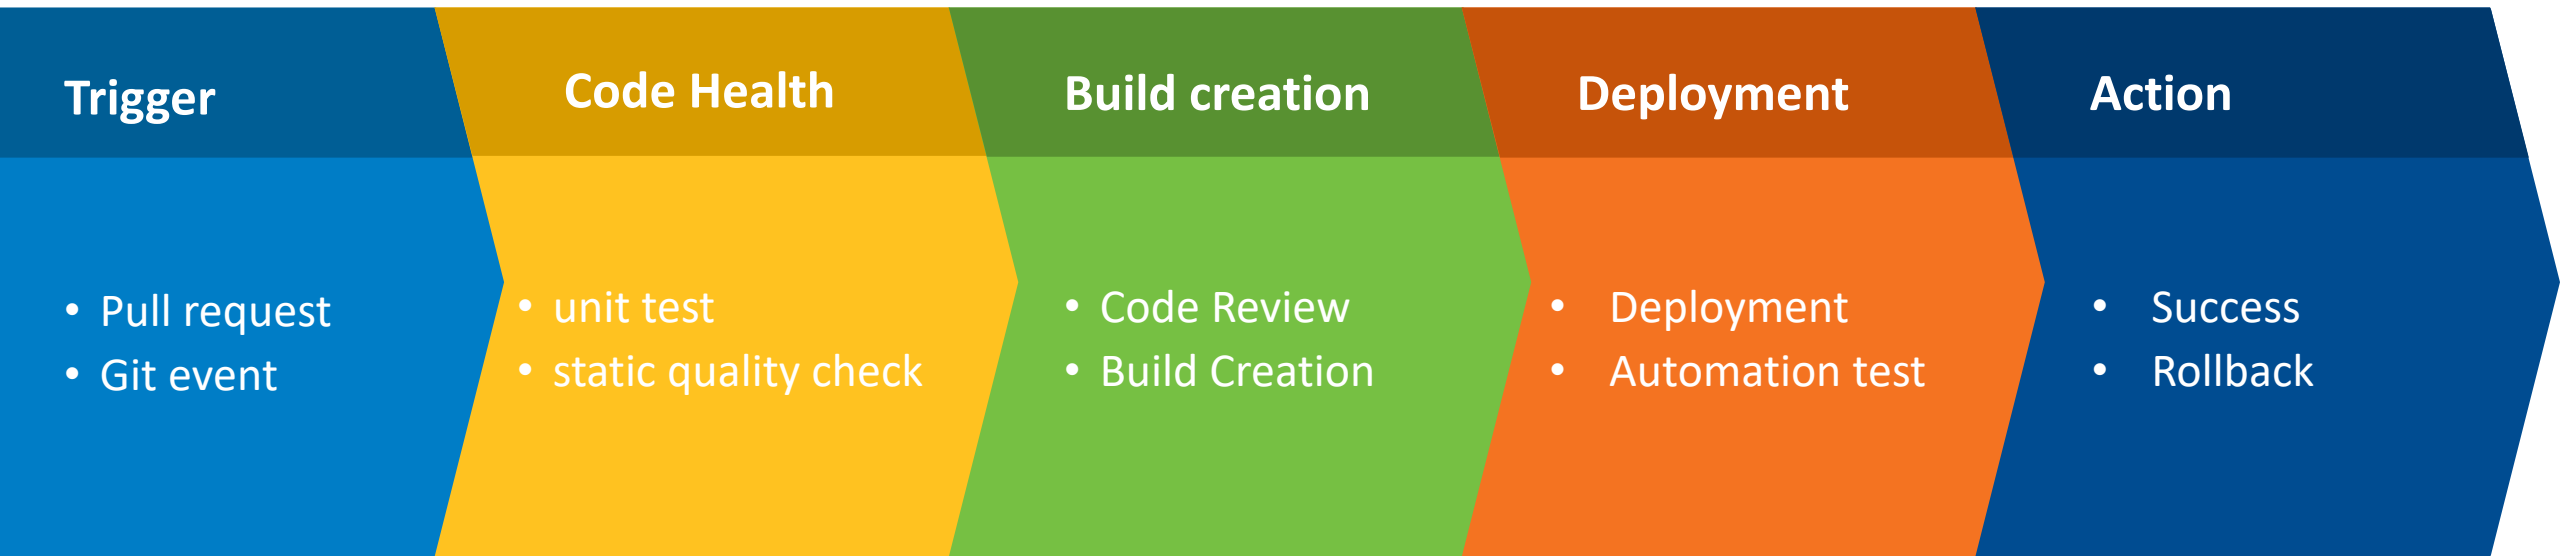 Trigger
• Pull request
• Git event
Code Health
• unit test
• static quality check
Build creation
• Code Review
• Build Creation
Deployment
• Deployment
• Automation test
Action
• Success
• Rollback